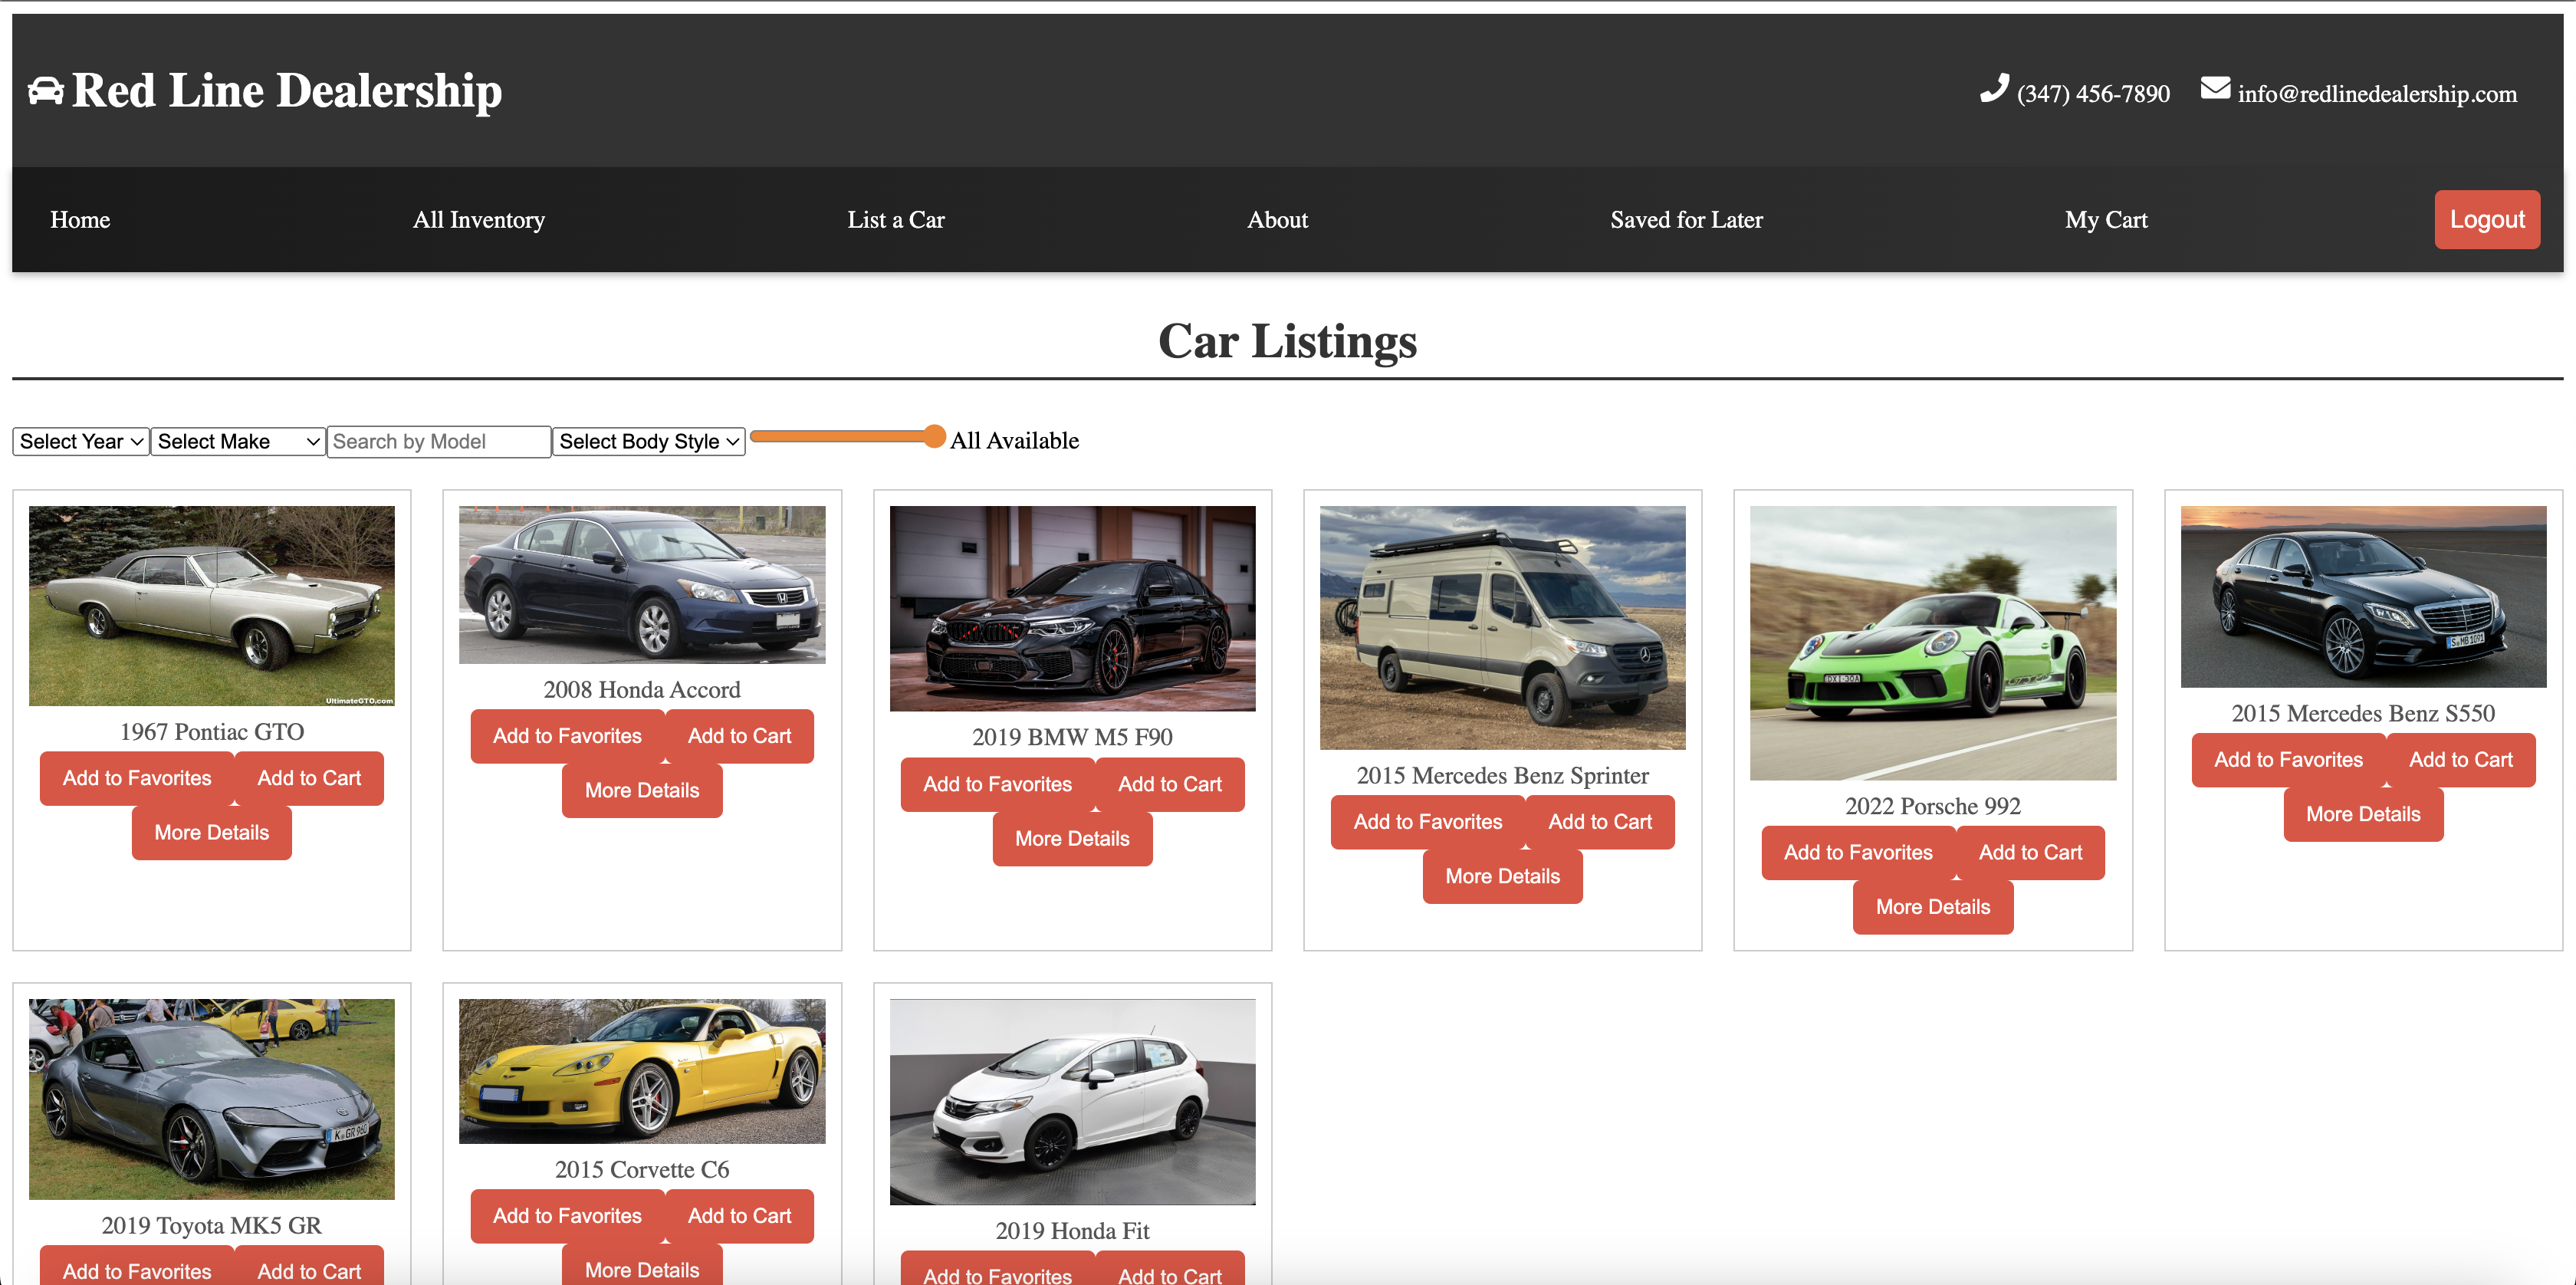 Red Line Dealership
(347) 456-7890 info@redlinedealership.com
Home All Inventory List a Car About Saved for Later My Cart Logout
Car Listings
Select Year Select Make Search by Model Select Body Style All Available
UltimateGTO.com
1967 Pontiac GTO
Add to Favorites Add to Cart
More Details
2008 Honda Accord
Add to Favorites Add to Cart
More Details
2019 BMW M5 F90
Add to Favorites Add to Cart
More Details
2015 Mercedes Benz Sprinter
Add to Favorites Add to Cart
More Details
2022 Porsche 992
Add to Favorites Add to Cart
More Details
S MB 1091
2015 Mercedes Benz S550
Add to Favorites Add to Cart
More Details
K GR 960
2019 Toyota MK5 GR
Add to Favorites Add to Cart
2015 Corvette C6
Add to Favorites Add to Cart
More Details
2019 Honda Fit
Add to Favorites Add to Cart